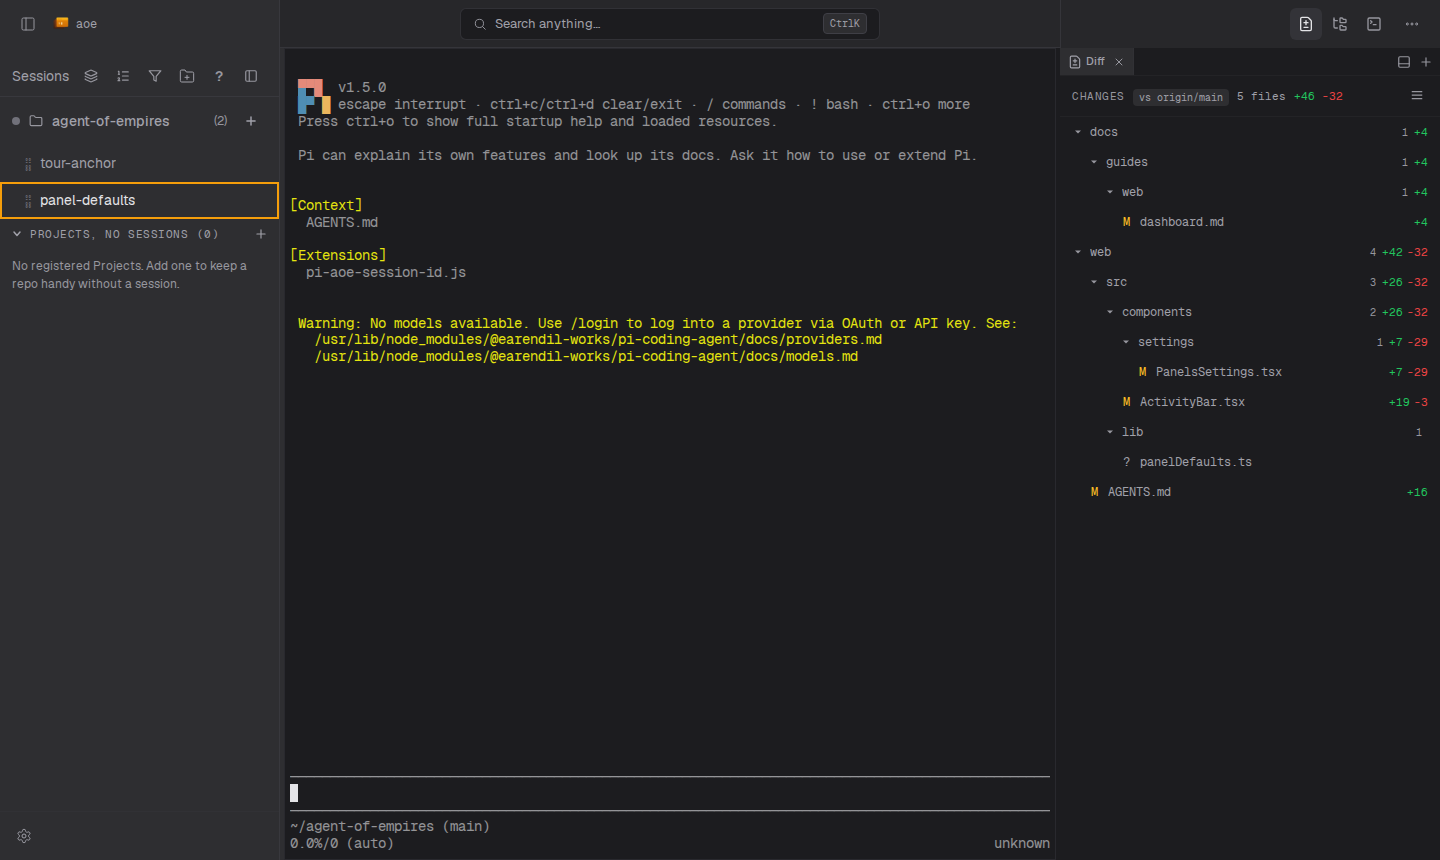 aoe
Search anything…
CtrlK
Sessions
?
agent-of-empires (2)
tour-anchor
panel-defaults
PROJECTS, NO SESSIONS (0)
No registered Projects. Add one to keep a
repo handy without a session.
v1.5.0
escape interrupt · ctrl+c/ctrl+d clear/exit · / commands · ! bash · ctrl+o more
Press ctrl+o to show full startup help and loaded resources.
Pi can explain its own features and look up its docs. Ask it how to use or extend Pi.
[Context]
AGENTS.md
[Extensions]
pi-aoe-session-id.js
Warning: No models available. Use /login to log into a provider via OAuth or API key. See:
/usr/lib/node_modules/@earendil-works/pi-coding-agent/docs/providers.md
/usr/lib/node_modules/@earendil-works/pi-coding-agent/docs/models.md
~/agent-of-empires (main)
0.0%/0 (auto) unknown
Diff
CHANGES vs origin/main 5 files +46 -32
docs 1 +4
guides 1 +4
web 1 +4
M dashboard.md +4
web 4 +42 -32
src 3 +26 -32
components 2 +26 -32
settings 1 +7 -29
M PanelsSettings.tsx +7 -29
M ActivityBar.tsx +19 -3
lib 1
? panelDefaults.ts
M AGENTS.md +16